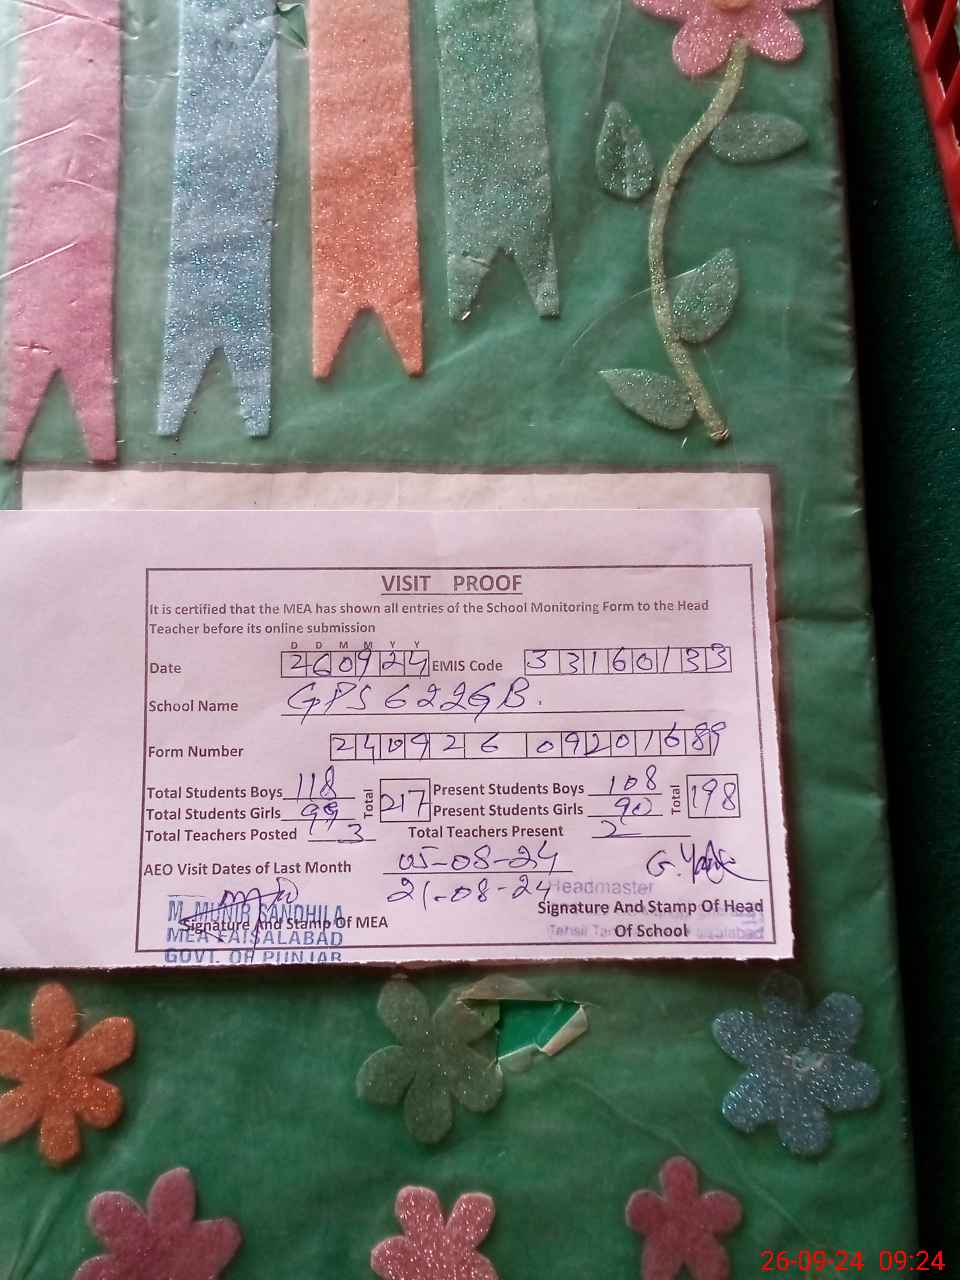 VISIT PROOF
It is certified that the MEA has shown all entries of the School Monitoring Form to the Head
Teacher before its online submission
D D M M Y Y
Date 260924 EMIS Code 33160133
School Name GPS 622GB.
Form Number
Total Students Boys 118 Total 217 Present Students Boys 108 Total 198
Total Students Girls 99 Present Students Girls 90
Total Teachers Posted 3 Total Teachers Present 2
AEO Visit Dates of Last Month 05-08-24
21-08-24
Headmaster
M. MUNIR SANDHILA
Signature And Stamp Of MEA
MEA FAISALABAD
GOVT. OF PUNJAB
Signature And Stamp Of Head
Of School
26-09-24 09:24